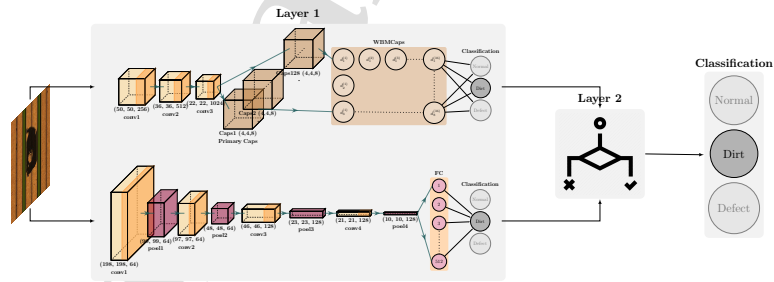 Layer 1
WBMCaps
Classification
Caps128 (4,4,8)
Normal
Dirt
Defect
(50, 50, 256)
conv1
(36, 36, 512)
conv2
(22, 22, 1024
conv3
Caps2 (4,4,8)
Caps1 (4,4,8)
Primary Caps
Layer 2
Classification
Normal
Dirt
Defect
FC
Classification
1
2
3
512
Normal
Dirt
Defect
(198, 198, 64)
conv1
(99, 99, 64)
pool1
(97, 97, 64)
conv2
(48, 48, 64)
pool2
(46, 46, 128)
conv3
(23, 23, 128)
pool3
(21, 21, 128)
conv4
(10, 10, 128)
pool4